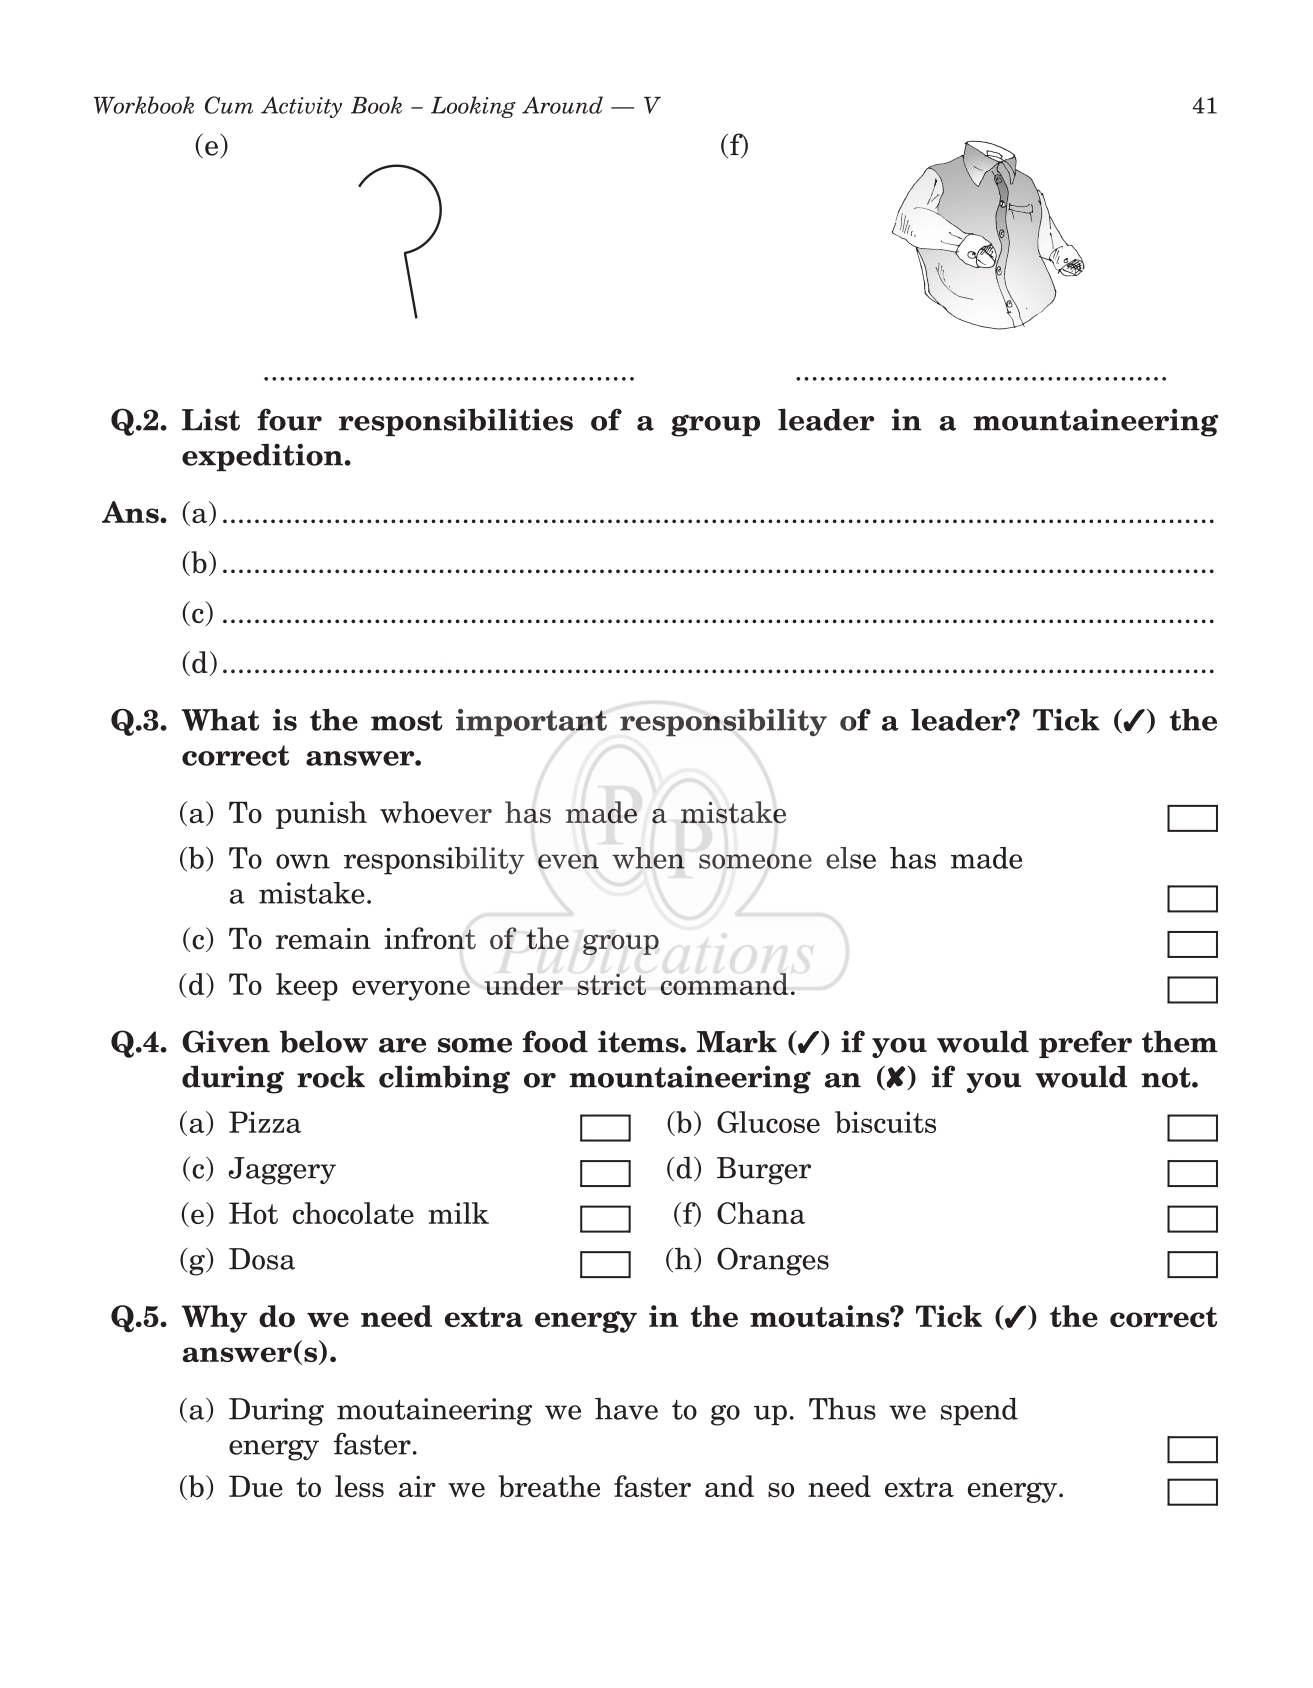 Workbook Cum Activity Book – Looking Around — V 41
(e) (f)
............................................... ...............................................
Q.2. List four responsibilities of a group leader in a mountaineering
expedition.
Ans. (a) ..............................................................................................................................
(b) ..............................................................................................................................
(c) ..............................................................................................................................
(d) ..............................................................................................................................
Q.3. What is the most important responsibility of a leader? Tick (✓) the
correct answer.
(a) To punish whoever has made a mistake
(b) To own responsibility even when someone else has made
a mistake.
(c) To remain infront of the group
(d) To keep everyone under strict command.
PP
Publications
Q.4. Given below are some food items. Mark (✓) if you would prefer them
during rock climbing or mountaineering an (✘) if you would not.
(a) Pizza (b) Glucose biscuits
(c) Jaggery (d) Burger
(e) Hot chocolate milk (f) Chana
(g) Dosa (h) Oranges
Q.5. Why do we need extra energy in the moutains? Tick (✓) the correct
answer(s).
(a) During moutaineering we have to go up. Thus we spend
energy faster.
(b) Due to less air we breathe faster and so need extra energy.